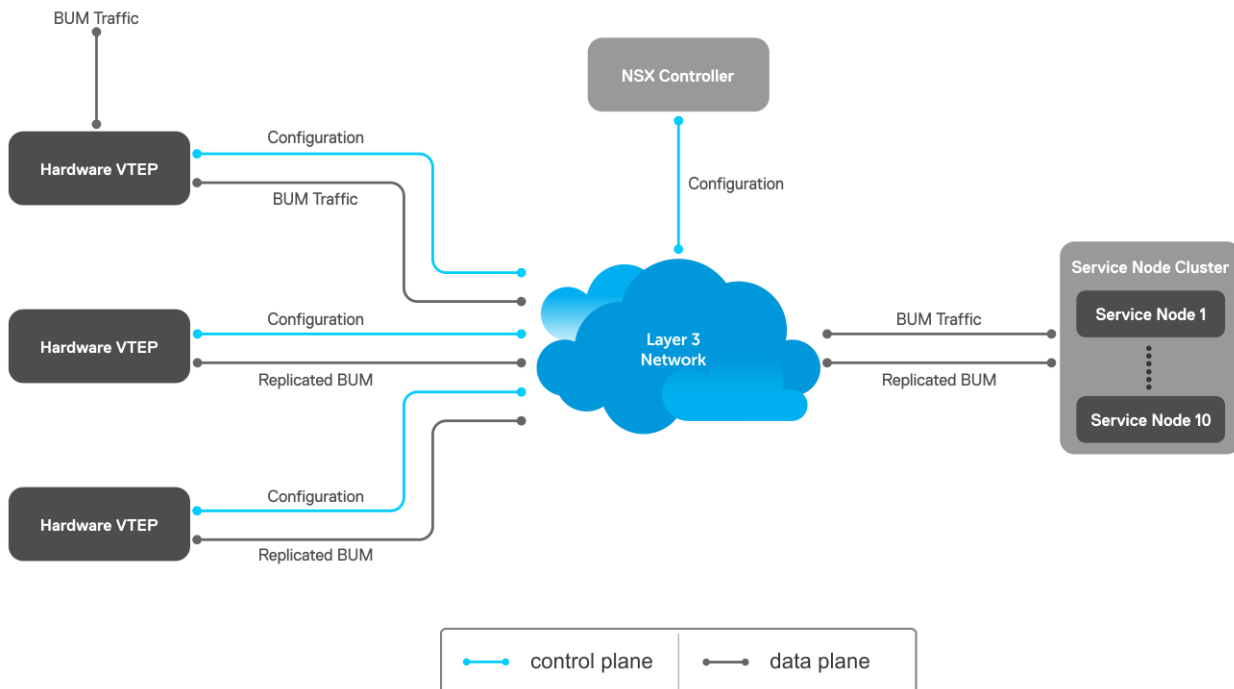 BUM Traffic
NSX Controller
Configuration
Hardware VTEP
BUM Traffic
Configuration
Service Node Cluster
Service Node 1
Configuration
BUM Traffic
Hardware VTEP
Layer 3
Network
Replicated BUM
Replicated BUM
Service Node 10
Configuration
Hardware VTEP
Replicated BUM
control plane
data plane